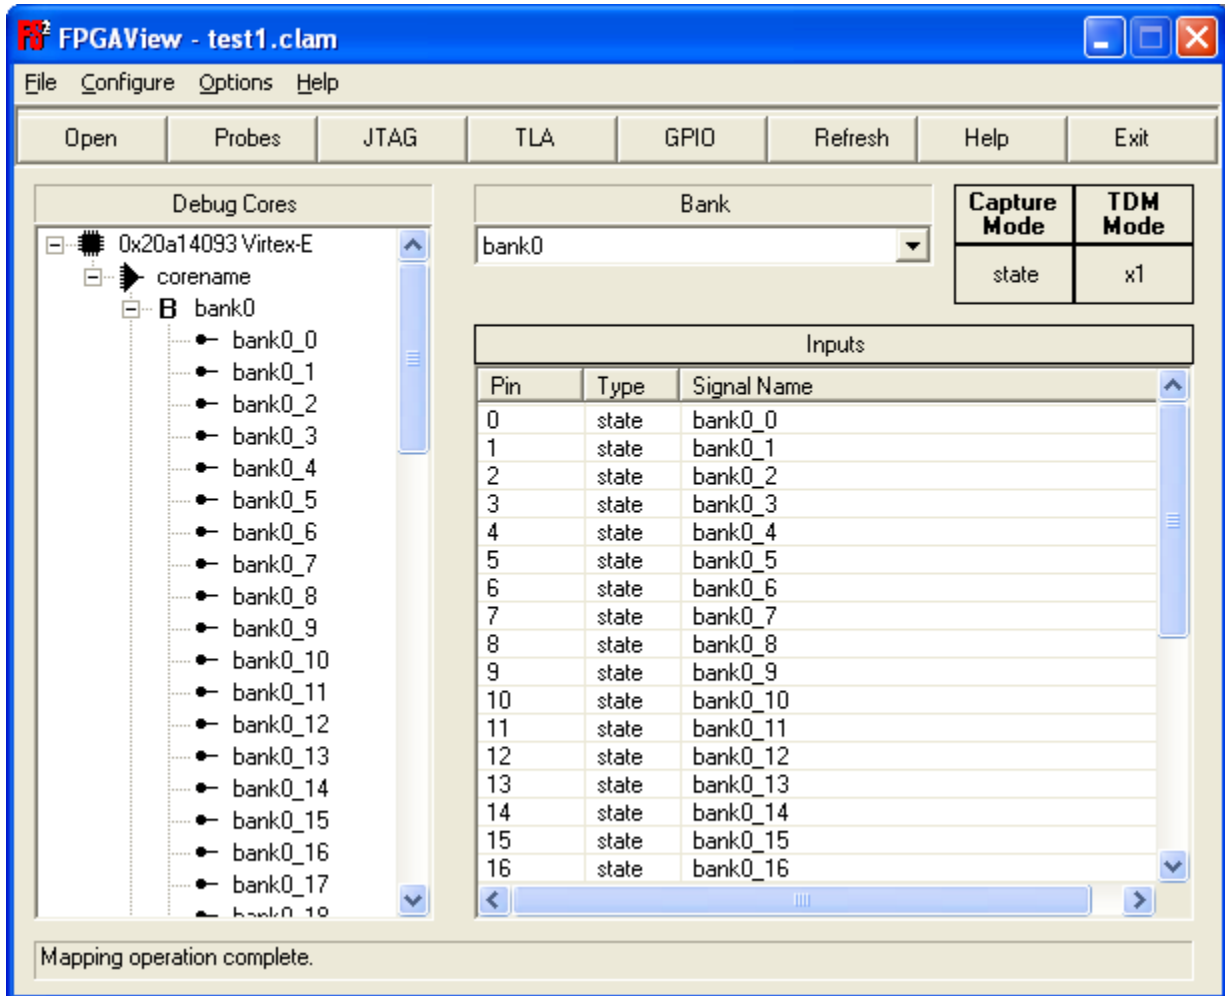 FS² FPGAView - test1.clam
File Configure Options Help
Open Probes JTAG TLA GPIO Refresh Help Exit
Debug Cores
0x20a14093 Virtex-E
corename
B bank0
bank0_0
bank0_1
bank0_2
bank0_3
bank0_4
bank0_5
bank0_6
bank0_7
bank0_8
bank0_9
bank0_10
bank0_11
bank0_12
bank0_13
bank0_14
bank0_15
bank0_16
bank0_17
Bank
bank0
Capture Mode TDM Mode
state x1
Inputs
Pin Type Signal Name
0 state bank0_0
1 state bank0_1
2 state bank0_2
3 state bank0_3
4 state bank0_4
5 state bank0_5
6 state bank0_6
7 state bank0_7
8 state bank0_8
9 state bank0_9
10 state bank0_10
11 state bank0_11
12 state bank0_12
13 state bank0_13
14 state bank0_14
15 state bank0_15
16 state bank0_16
Mapping operation complete.